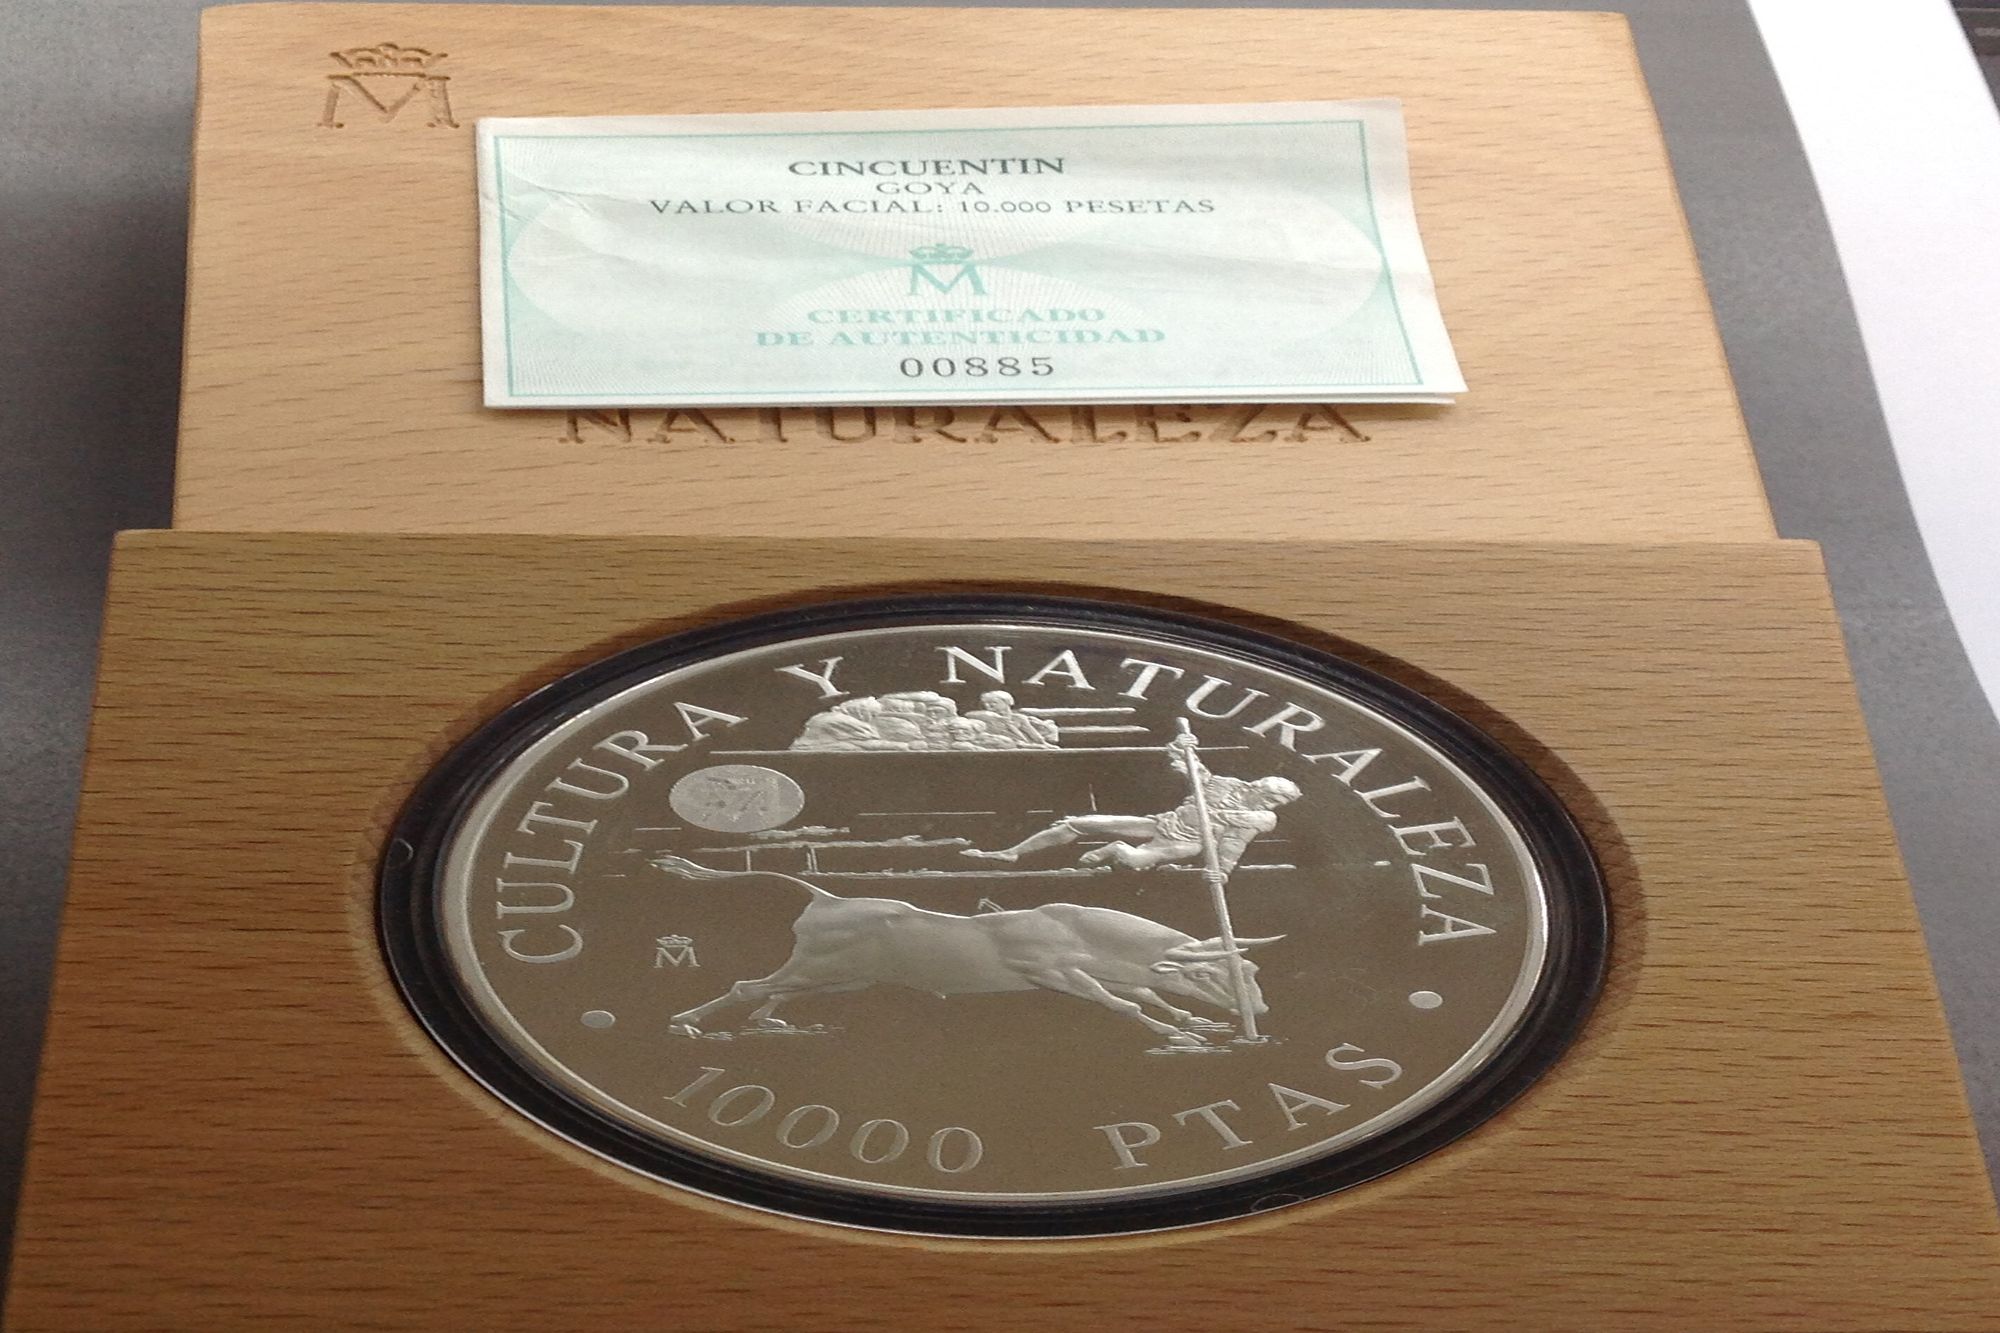 M
CINCUENTIN
GOYA
VALOR FACIAL: 10.000 PESETAS
M
CERTIFICADO
DE AUTENTICIDAD
00885
NATURALEZA
CULTURA Y NATURALEZA
M
10000 PTAS